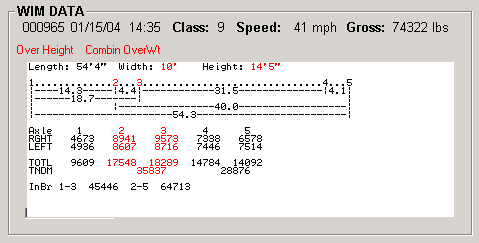 WIM DATA
000965 01/15/04 14:35 Class: 9 Speed: 41 mph Gross: 74322 lbs
Over Height Combin OverWt
Length: 54'4" Width: 10' Height: 14'5"
1............2...3...........................4...5
¦-----14.3-----¦4.4¦-----------31.5-----------¦4.1¦
¦------18.7-------¦
¦--------------40.0--------------¦
¦-----------------------54.3-----------------------¦
Axle 1 2 3 4 5
RGHT 4673 8941 9573 7338 6578
LEFT 4936 8607 8716 7446 7514
TOTL 9609 17548 18289 14784 14092
TNDM 35837 28876
InBr 1-3 45446 2-5 64713